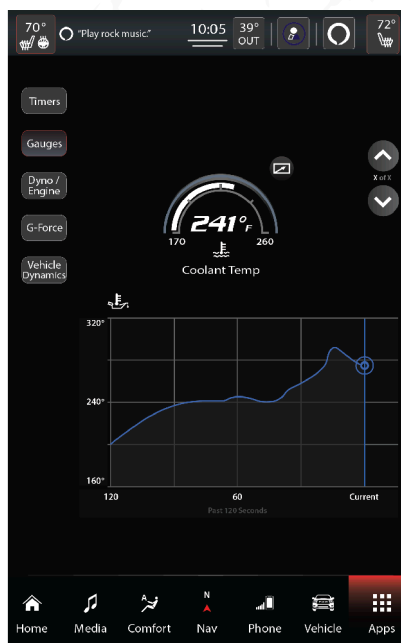 70°
"Play rock music."
10:05
39°
OUT
72°
Timers
Gauges
Dyno /
Engine
G-Force
Vehicle
Dynamics
X of X
241°F
170
260
Coolant Temp
320°
240°
160°
120
60
Current
Past 120 Seconds
A
N
Home
Media
Comfort
Nav
Phone
Vehicle
Apps